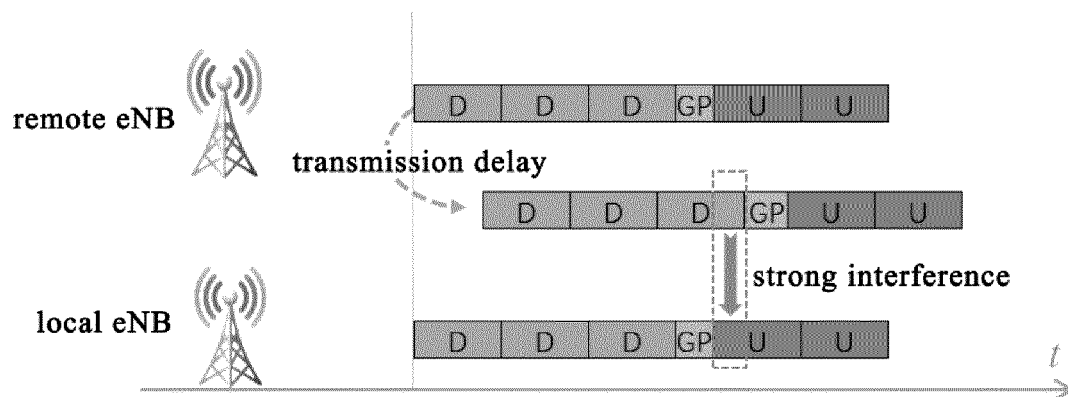 D D D GP U U
remote eNB
transmission delay
D D D GP U U
strong interference
local eNB
D D D GP U U
t